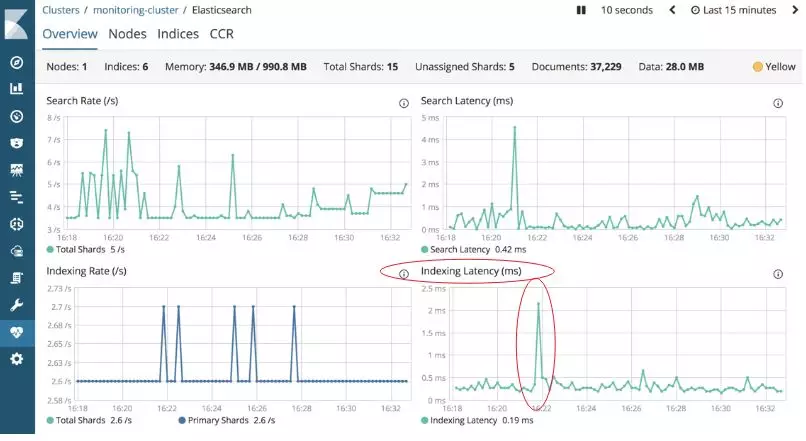 Clusters / monitoring-cluster / Elasticsearch
10 seconds
Last 15 minutes
Overview Nodes Indices CCR
Nodes: 1 Indices: 6 Memory: 346.9 MB / 990.8 MB Total Shards: 15 Unassigned Shards: 5 Documents: 37,229 Data: 28.0 MB Yellow
Search Rate (/s)
8 /s
7 /s
6 /s
5 /s
4 /s
3 /s
16:18 16:20 16:22 16:24 16:26 16:28 16:30 16:32
Total Shards 5 /s
Search Latency (ms)
5 ms
4 ms
3 ms
2 ms
1 ms
0 ms
16:18 16:20 16:22 16:24 16:26 16:28 16:30 16:32
Search Latency 0.42 ms
Indexing Rate (/s)
2.73 /s
2.7 /s
2.68 /s
2.65 /s
2.63 /s
2.6 /s
2.58 /s
16:18 16:20 16:22 16:24 16:26 16:28 16:30 16:32
Total Shards 2.6 /s Primary Shards 2.6 /s
Indexing Latency (ms)
2.5 ms
2 ms
1.5 ms
1 ms
0.5 ms
0 ms
16:18 16:20 16:22 16:24 16:26 16:28 16:30 16:32
Indexing Latency 0.19 ms